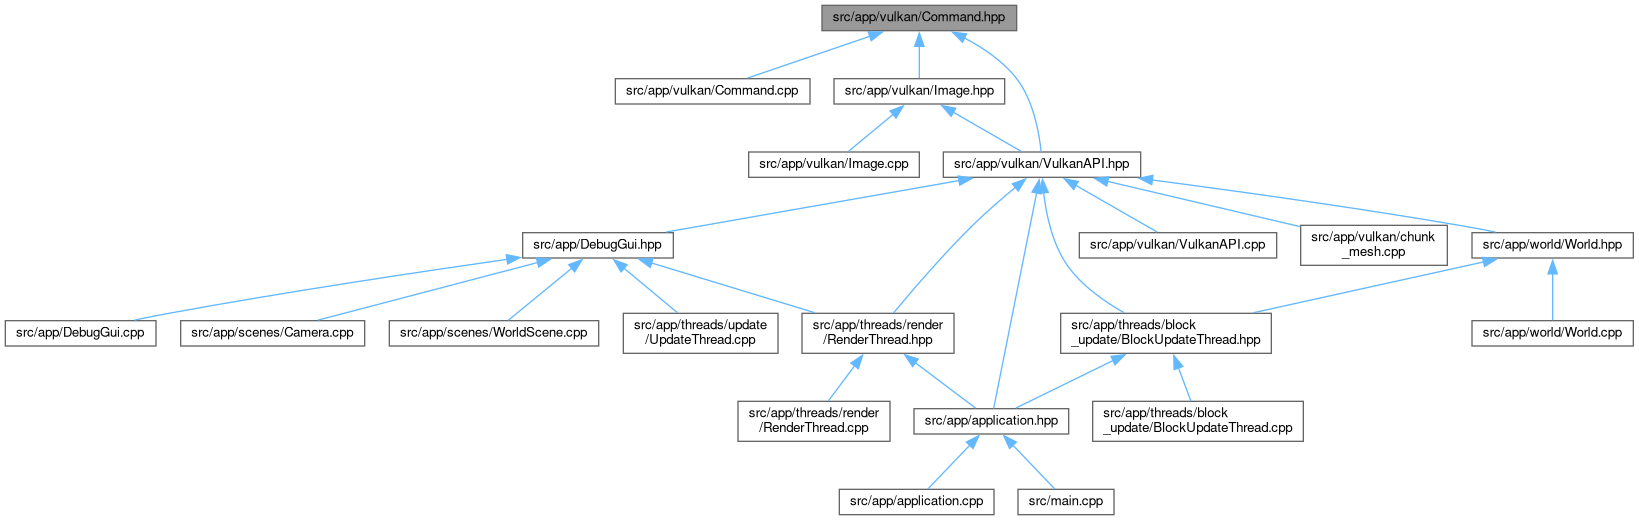 src/app/vulkan/Command.hpp
src/app/vulkan/Command.cpp
src/app/vulkan/Image.hpp
src/app/vulkan/Image.cpp
src/app/vulkan/VulkanAPI.hpp
src/app/DebugGui.hpp
src/app/vulkan/VulkanAPI.cpp
src/app/vulkan/chunk
_mesh.cpp
src/app/world/World.hpp
src/app/DebugGui.cpp
src/app/scenes/Camera.cpp
src/app/scenes/WorldScene.cpp
src/app/threads/update
/UpdateThread.cpp
src/app/threads/render
/RenderThread.hpp
src/app/threads/block
_update/BlockUpdateThread.hpp
src/app/world/World.cpp
src/app/threads/render
/RenderThread.cpp
src/app/application.hpp
src/app/threads/block
_update/BlockUpdateThread.cpp
src/app/application.cpp
src/main.cpp